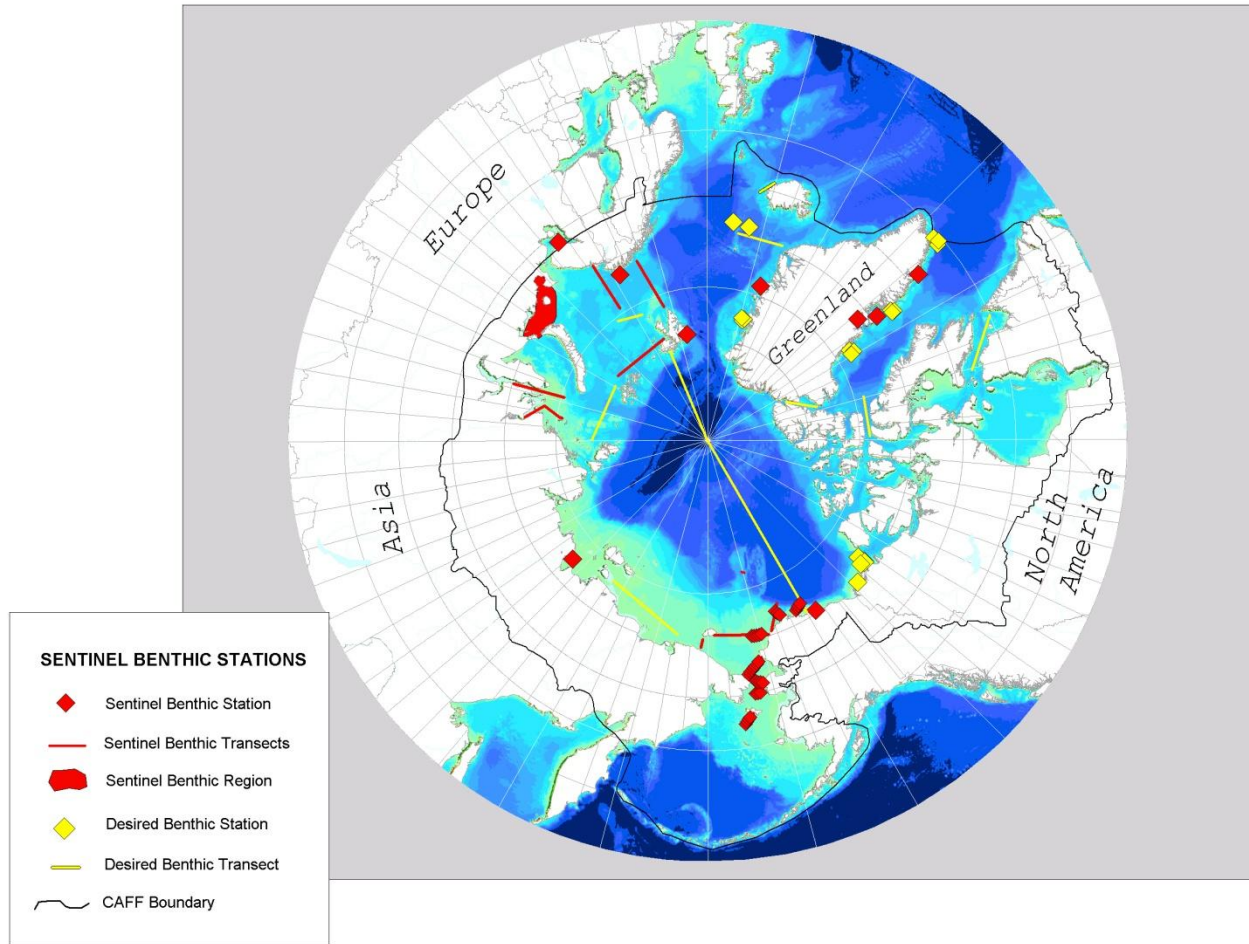 Europe
Greenland
Asia
North
America
SENTINEL BENTHIC STATIONS
Sentinel Benthic Station
Sentinel Benthic Transects
Sentinel Benthic Region
Desired Benthic Station
Desired Benthic Transect
CAFF Boundary